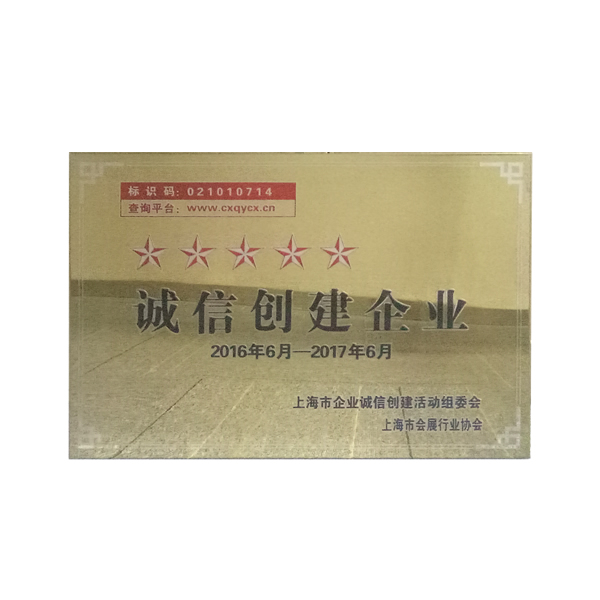 标识码：021010714
查询平台：www.cxqycx.cn
诚信创建企业
2016年6月—2017年6月
上海市企业诚信创建活动组委会
上海市会展行业协会